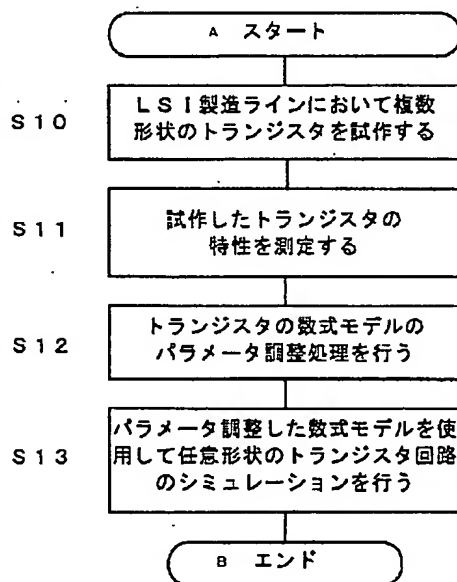 A スタート
S10
LSI製造ラインにおいて複数
形状のトランジスタを試作する
S11
試作したトランジスタの
特性を測定する
S12
トランジスタの数式モデルの
パラメータ調整処理を行う
S13
パラメータ調整した数式モデルを使
用して任意形状のトランジスタ回路
のシミュレーションを行う
B エンド